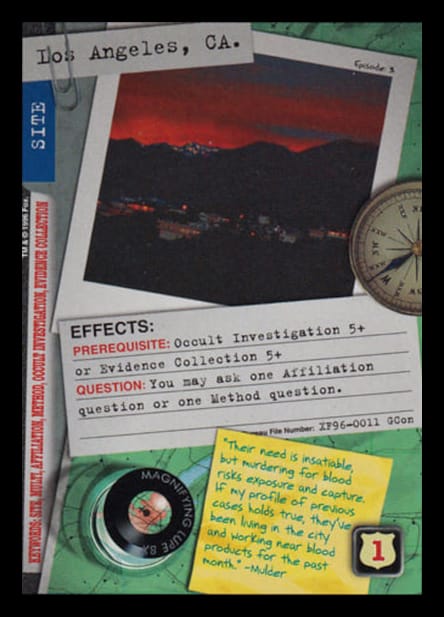 Los Angeles, CA.
Episode: 3
SITE
TM & © 1996 Fox.
KEYWORDS: SITE, MULTI, AFFILIATION, METHOD, OCCULT INVESTIGATION, EVIDENCE COLLECTION
EFFECTS:
PREREQUISITE: Occult Investigation 5+
or Evidence Collection 5+
QUESTION: You may ask one Affiliation
question or one Method question.
File Number: XF96-0011 GCon
MAGNIFYING LUPE 8X
"Their need is insatiable,
but murdering for blood
risks exposure and capture.
If my profile of previous
cases holds true, they've
been living in the city
and working near blood
products for the past
month." -Mulder
1